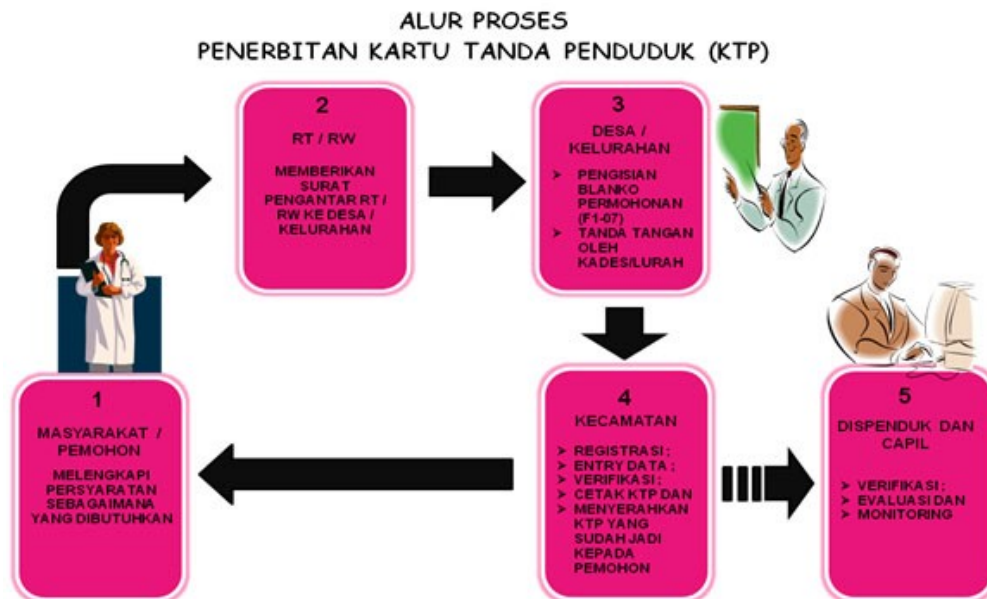 ALUR PROSES
PENERBITAN KARTU TANDA PENDUDUK (KTP)
1
MASYARAKAT /
PEMOHON
MELENGKAPI
PERSYARATAN
SEBAGAIMANA
YANG DIBUTUHKAN
2
RT / RW
MEMBERIKAN
SURAT
PENGANTAR RT /
RW KE DESA /
KELURAHAN
3
DESA /
KELURAHAN
➢ PENGISIAN
BLANKO
PERMOHONAN
(F1-07)
➢ TANDA TANGAN
OLEH
KADES/LURAH
4
KECAMATAN
➢ REGISTRASI ;
➢ ENTRY DATA ;
➢ VERIFIKASI ;
➢ CETAK KTP DAN
➢ MENYERAHKAN
KTP YANG
SUDAH JADI
KEPADA
PEMOHON
5
DISPENDUK DAN
CAPIL
➢ VERIFIKASI ;
➢ EVALUASI DAN
➢ MONITORING